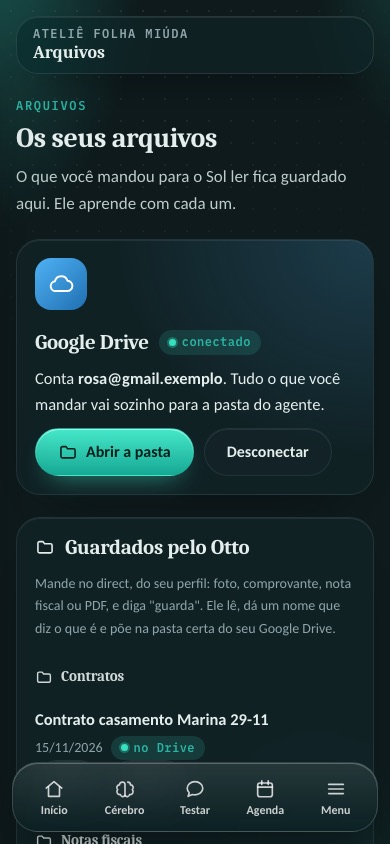 ATELIÊ FOLHA MIÚDA
Arquivos
ARQUIVOS
Os seus arquivos
O que você mandou para o Sol ler fica guardado
aqui. Ele aprende com cada um.
Google Drive
conectado
Conta rosa@gmail.exemplo. Tudo o que você
mandar vai sozinho para a pasta do agente.
Abrir a pasta
Desconectar
Guardados pelo Otto
Mande no direct, do seu perfil: foto, comprovante, nota
fiscal ou PDF, e diga "guarda". Ele lê, dá um nome que
diz o que é e põe na pasta certa do seu Google Drive.
Contratos
Contrato casamento Marina 29-11
15/11/2026
no Drive
Início
Cérebro
Testar
Agenda
Menu
Notas fiscais